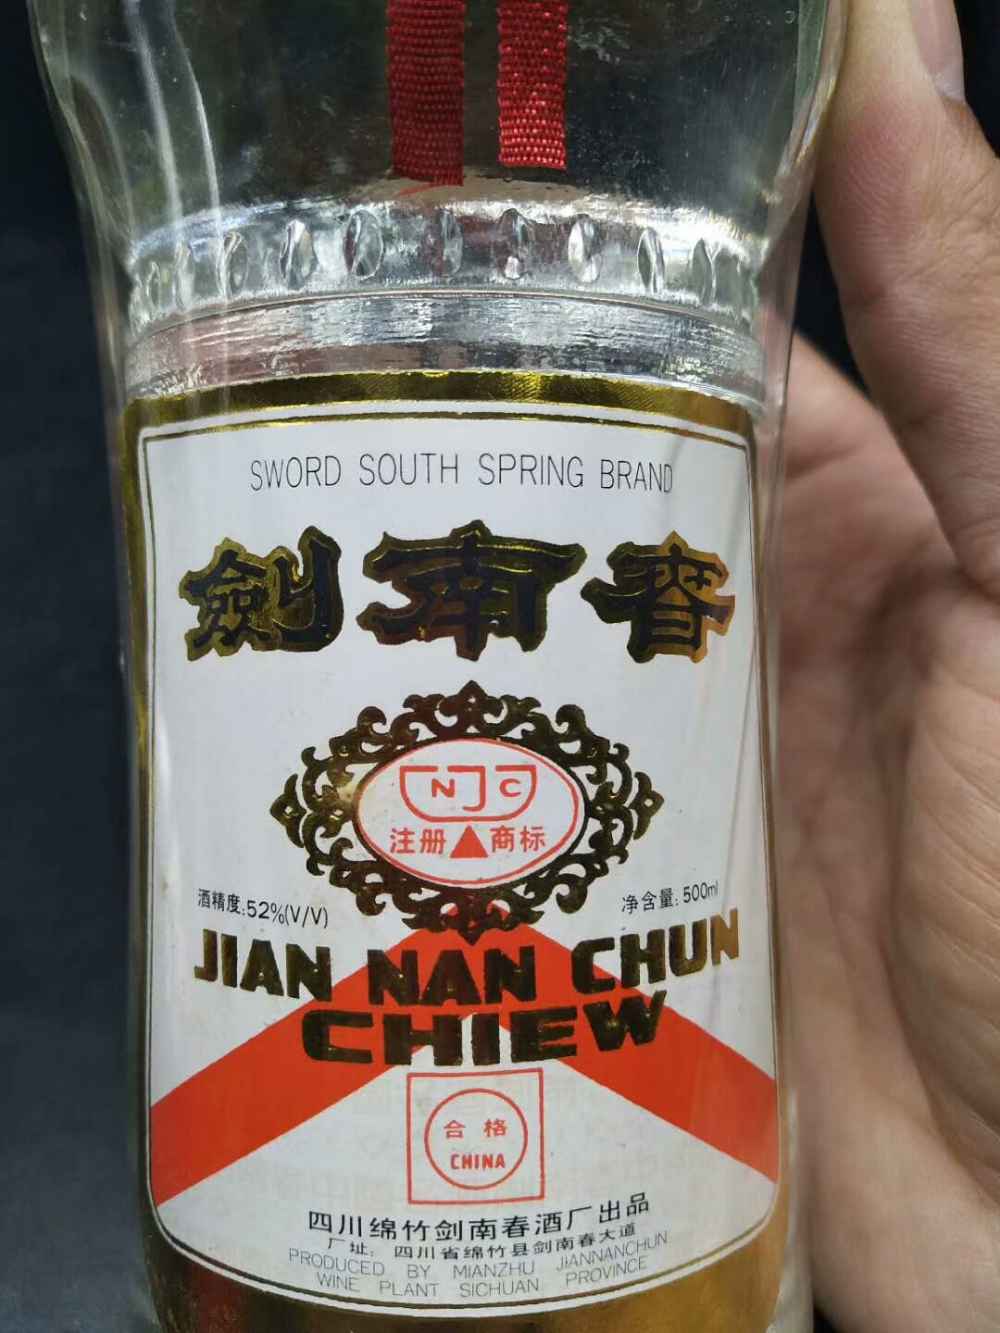 SWORD SOUTH SPRING BRAND
劍南春
NJC
注册 商标
酒精度:52%(V/V)
净含量:500ml
JIAN NAN CHUN
CHIEW
合格
CHINA
四川绵竹剑南春酒厂出品
厂址: 四川省绵竹县剑南春大道
PRODUCED BY MIANZHU JIANNANCHUN
WINE PLANT SICHUAN PROVINCE